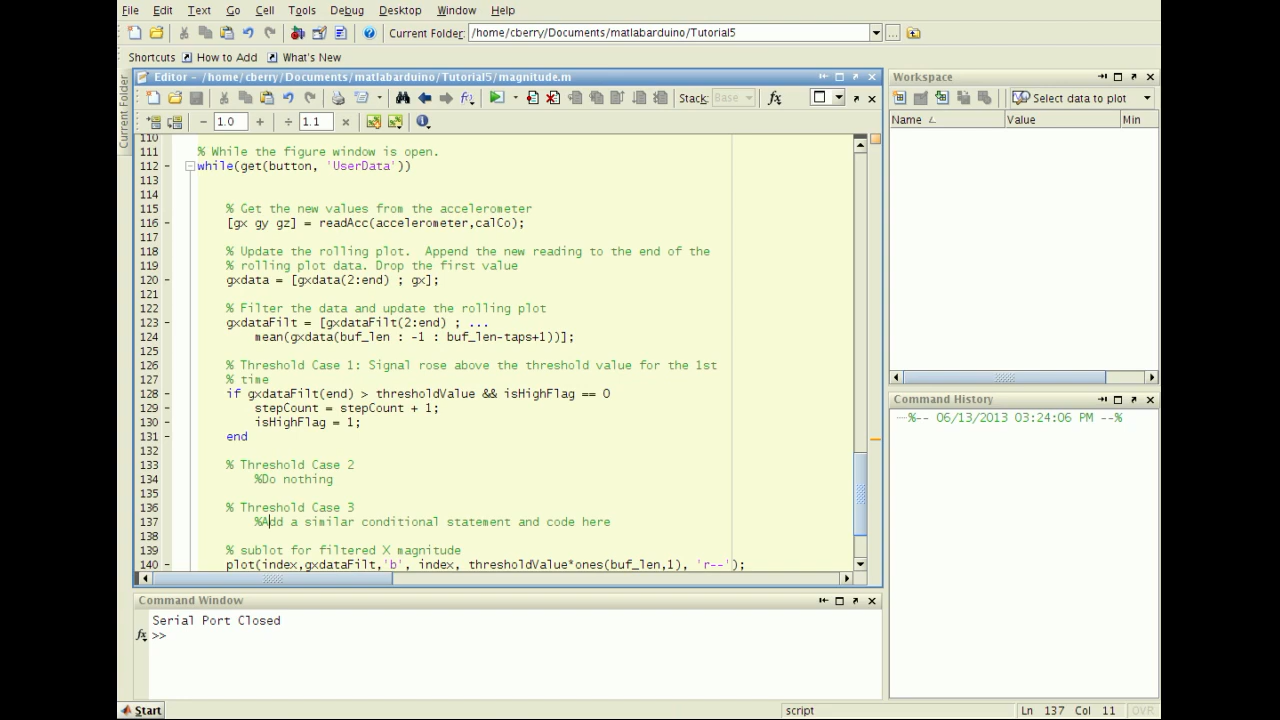 File Edit Text Go Cell Tools Debug Desktop Window Help
Current Folder: /home/cberry/Documents/matlabarduino/Tutorial5
Shortcuts How to Add What's New
Current Folder
Editor - /home/cberry/Documents/matlabarduino/Tutorial5/magnitude.m
Stack: Base fx
- 1.0 + ÷ 1.1 ×
110
111 % While the figure window is open.
112 - while(get(button, 'UserData'))
113
114
115 % Get the new values from the accelerometer
116 - [gx gy gz] = readAcc(accelerometer,calCo);
117
118 % Update the rolling plot. Append the new reading to the end of the
119 % rolling plot data. Drop the first value
120 - gxdata = [gxdata(2:end) ; gx];
121
122 % Filter the data and update the rolling plot
123 - gxdataFilt = [gxdataFilt(2:end) ; ...
124 - mean(gxdata(buf_len : -1 : buf_len-taps+1))];
125
126 % Threshold Case 1: Signal rose above the threshold value for the 1st
127 % time
128 - if gxdataFilt(end) > thresholdValue && isHighFlag == 0
129 - stepCount = stepCount + 1;
130 - isHighFlag = 1;
131 - end
132
133 % Threshold Case 2
134 %Do nothing
135
136 % Threshold Case 3
137 %Add a similar conditional statement and code here
138
139 % sublot for filtered X magnitude
140 - plot(index,gxdataFilt,'b', index, thresholdValue*ones(buf_len,1), 'r--');
Command Window
Serial Port Closed
fx >>
Workspace
Select data to plot
Name Value Min
Command History
%-- 06/13/2013 03:24:06 PM --%
Start script Ln 137 Col 11 OVR